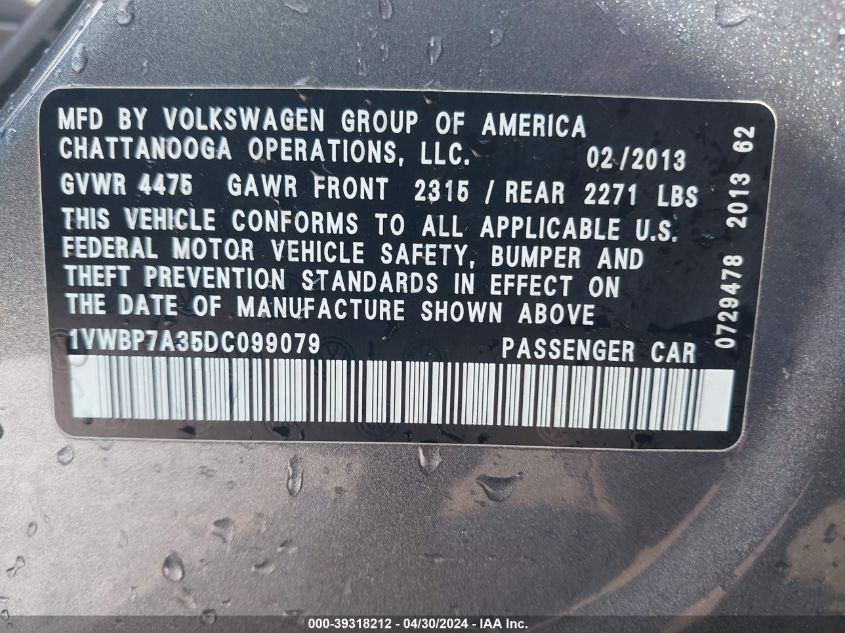 MFD BY VOLKSWAGEN GROUP OF AMERICA
CHATTANOOGA OPERATIONS, LLC. 02/2013
GVWR 4475 GAWR FRONT 2315 / REAR 2271 LBS
THIS VEHICLE CONFORMS TO ALL APPLICABLE U.S.
FEDERAL MOTOR VEHICLE SAFETY, BUMPER AND
THEFT PREVENTION STANDARDS IN EFFECT ON
THE DATE OF MANUFACTURE SHOWN ABOVE
1VWBP7A35DC099079 PASSENGER CAR
0729478 2013 62
000-39318212 - 04/30/2024 - IAA Inc.